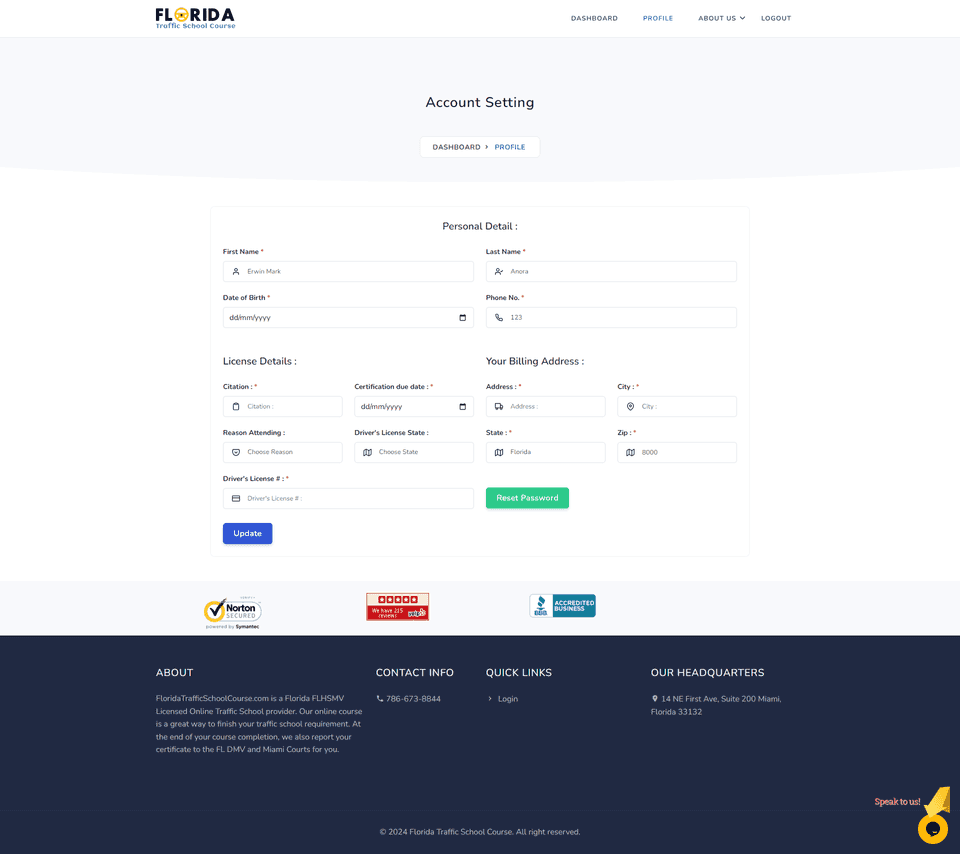 FLORIDA
Traffic School Course
DASHBOARD PROFILE ABOUT US LOGOUT
Account Setting
DASHBOARD › PROFILE
Personal Detail :
First Name * Last Name *
Erwin Mark Anora
Date of Birth * Phone No. *
dd/mm/yyyy 123
License Details : Your Billing Address :
Citation : * Certification due date : * Address : * City : *
Citation : dd/mm/yyyy Address : City :
Reason Attending : Driver's License State : State : * Zip : *
Choose Reason Choose State Florida 8000
Driver's License # : *
Driver's License # : Reset Password
Update
Norton
SECURED
powered by Symantec
We have 215
reviews
yelp
BBB
ACCREDITED
BUSINESS
ABOUT CONTACT INFO QUICK LINKS OUR HEADQUARTERS
FloridaTrafficSchoolCourse.com is a Florida FLHSMV 786-673-8844 Login 14 NE First Ave, Suite 200 Miami,
Licensed Online Traffic School provider. Our online course Florida 33132
is a great way to finish your traffic school requirement. At
the end of your course completion, we also report your
certificate to the FL DMV and Miami Courts for you.
Speak to us!
© 2024 Florida Traffic School Course. All right reserved.